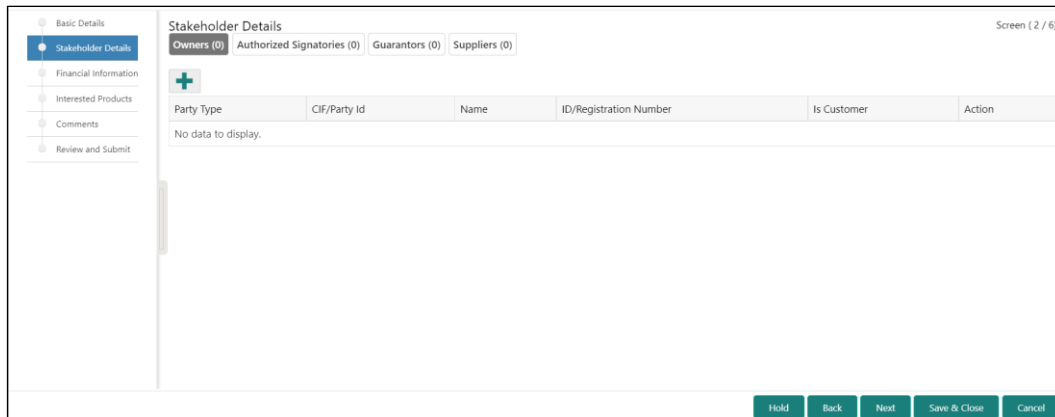 Basic Details
Stakeholder Details
Financial Information
Interested Products
Comments
Review and Submit
Stakeholder Details
Screen ( 2 / 6)
Owners (0) Authorized Signatories (0) Guarantors (0) Suppliers (0)
Party Type CIF/Party Id Name ID/Registration Number Is Customer Action
No data to display.
Hold Back Next Save & Close Cancel